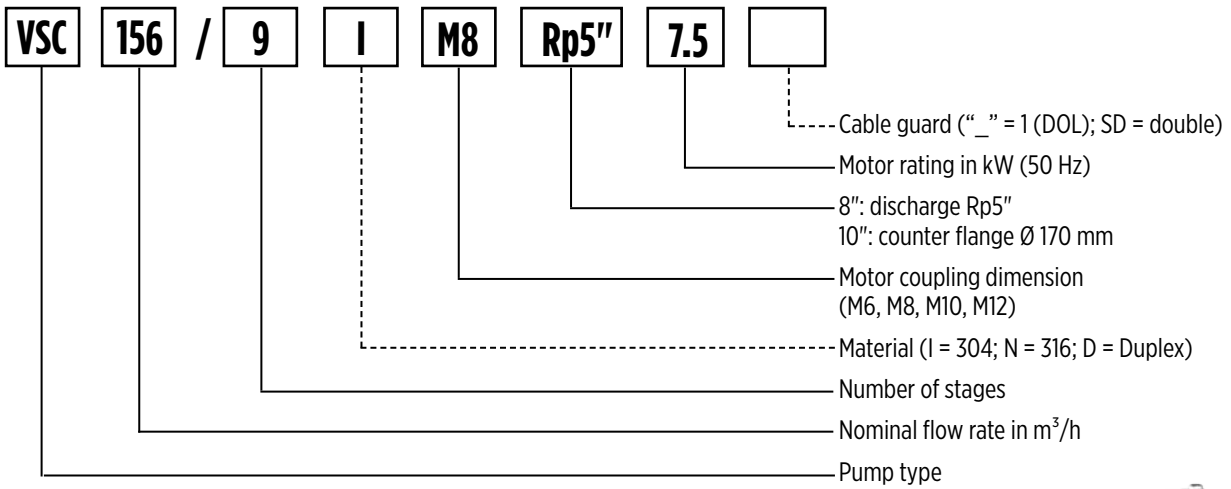 VSC 156 / 9 I M8 Rp5" 7.5
Cable guard (“_” = 1 (DOL); SD = double)
Motor rating in kW (50 Hz)
8": discharge Rp5"
10": counter flange Ø 170 mm
Motor coupling dimension
(M6, M8, M10, M12)
Material (I = 304; N = 316; D = Duplex)
Number of stages
Nominal flow rate in m³/h
Pump type